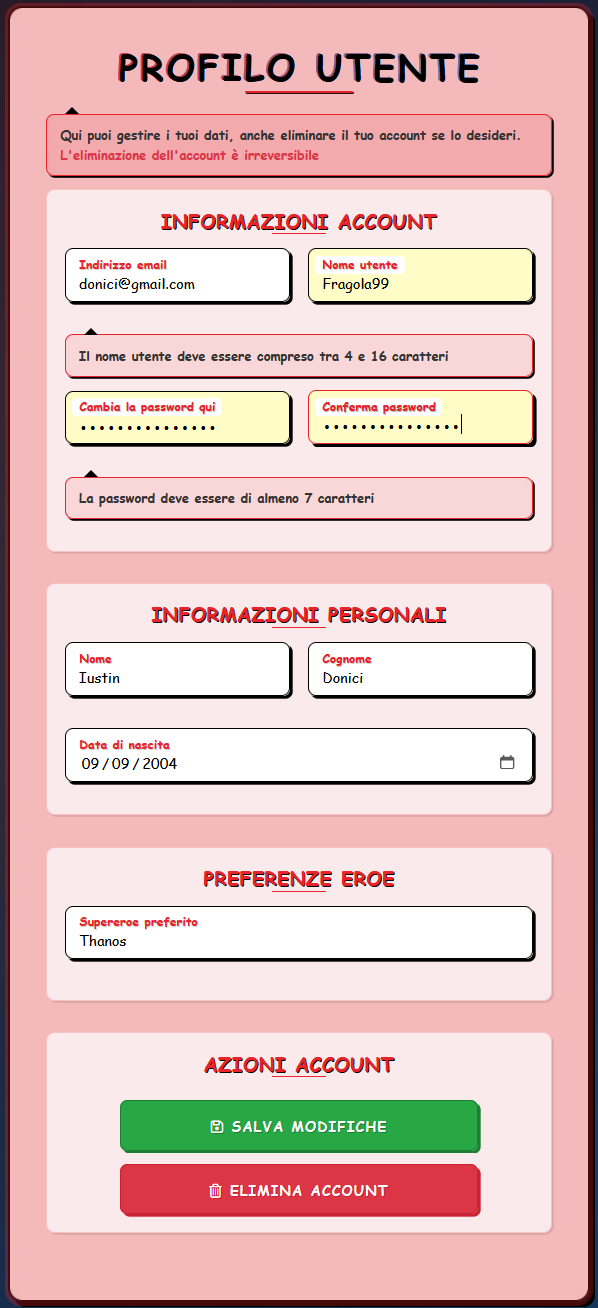 PROFILO UTENTE
Qui puoi gestire i tuoi dati, anche eliminare il tuo account se lo desideri.
L'eliminazione dell'account è irreversibile
INFORMAZIONI ACCOUNT
Indirizzo email
donici@gmail.com
Nome utente
Fragola99
Il nome utente deve essere compreso tra 4 e 16 caratteri
Cambia la password qui
•••••••••••••••
Conferma password
•••••••••••••••
La password deve essere di almeno 7 caratteri
INFORMAZIONI PERSONALI
Nome
Iustin
Cognome
Donici
Data di nascita
09/09/2004
PREFERENZE EROE
Supereroe preferito
Thanos
AZIONI ACCOUNT
SALVA MODIFICHE
ELIMINA ACCOUNT